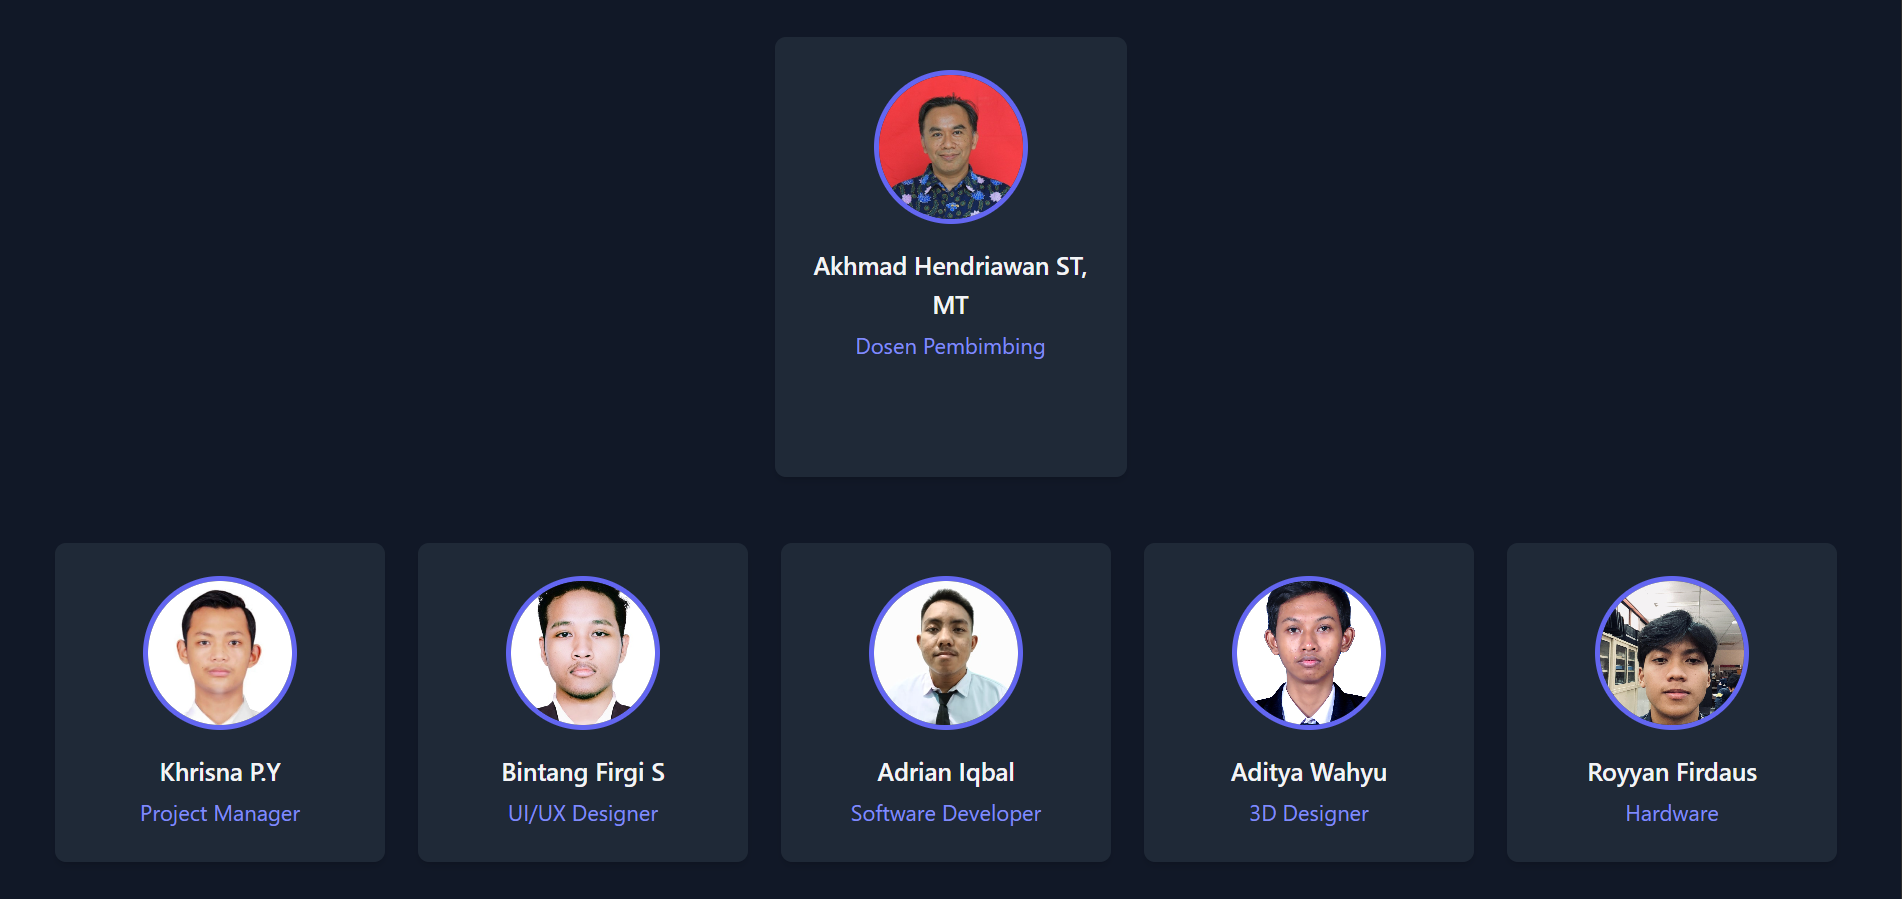 Akhmad Hendriawan ST,
MT
Dosen Pembimbing
Khrisna P.Y
Project Manager
Bintang Firgi S
UI/UX Designer
Adrian Iqbal
Software Developer
Aditya Wahyu
3D Designer
Royyan Firdaus
Hardware